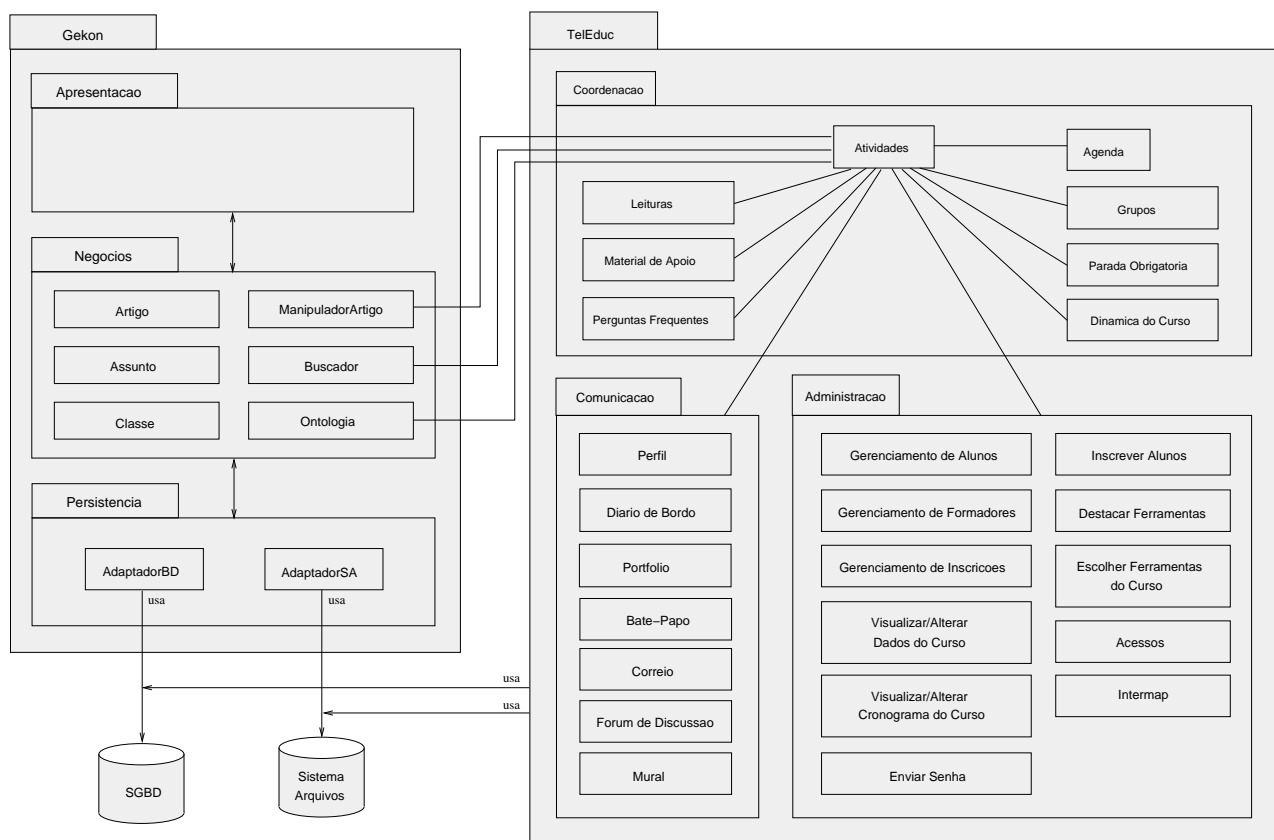 Gekon
Apresentacao
Negocios
Artigo
ManipuladorArtigo
Assunto
Buscador
Classe
Ontologia
Persistencia
AdaptadorBD
AdaptadorSA
usa
usa
usa
usa
SGBD
Sistema
Arquivos
TelEduc
Coordenacao
Atividades
Agenda
Leituras
Grupos
Material de Apoio
Parada Obrigatoria
Perguntas Frequentes
Dinamica do Curso
Comunicacao
Perfil
Diario de Bordo
Portfolio
Bate−Papo
Correio
Forum de Discussao
Mural
Administracao
Gerenciamento de Alunos
Inscrever Alunos
Gerenciamento de Formadores
Destacar Ferramentas
Gerenciamento de Inscricoes
Escolher Ferramentas
do Curso
Visualizar/Alterar
Dados do Curso
Acessos
Visualizar/Alterar
Cronograma do Curso
Intermap
Enviar Senha